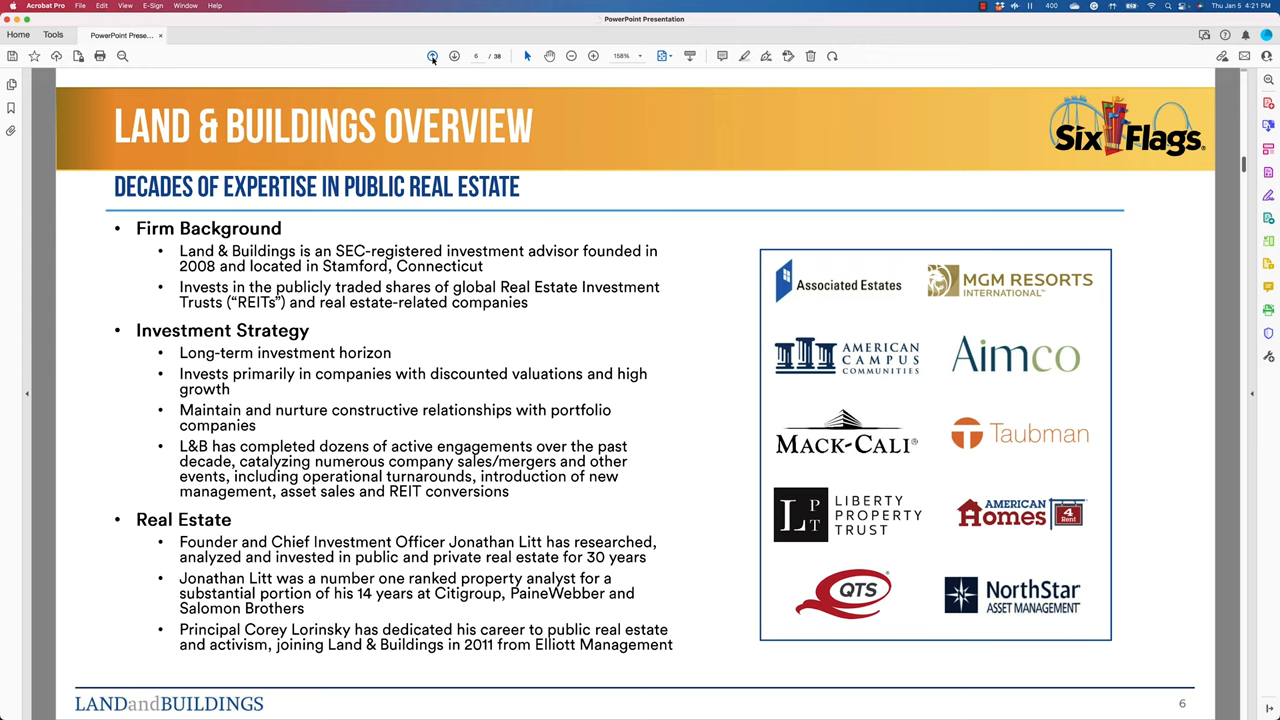 Acrobat Pro File Edit View E-Sign Window Help 400 Thu Jan 5 4:21 PM
PowerPoint Presentation
Home Tools PowerPoint Prese... ×
6 / 38 158%
LAND & BUILDINGS OVERVIEW
Six Flags®
DECADES OF EXPERTISE IN PUBLIC REAL ESTATE
• Firm Background
• Land & Buildings is an SEC-registered investment advisor founded in
2008 and located in Stamford, Connecticut
• Invests in the publicly traded shares of global Real Estate Investment
Trusts (“REITs”) and real estate-related companies
• Investment Strategy
• Long-term investment horizon
• Invests primarily in companies with discounted valuations and high
growth
• Maintain and nurture constructive relationships with portfolio
companies
• L&B has completed dozens of active engagements over the past
decade, catalyzing numerous company sales/mergers and other
events, including operational turnarounds, introduction of new
management, asset sales and REIT conversions
• Real Estate
• Founder and Chief Investment Officer Jonathan Litt has researched,
analyzed and invested in public and private real estate for 30 years
• Jonathan Litt was a number one ranked property analyst for a
substantial portion of his 14 years at Citigroup, PaineWebber and
Salomon Brothers
• Principal Corey Lorinsky has dedicated his career to public real estate
and activism, joining Land & Buildings in 2011 from Elliott Management
Associated Estates
MGM RESORTS
INTERNATIONAL™
AMERICAN
CAMPUS
COMMUNITIES
Aimco
MACK-CALI®
Taubman
L P T
LIBERTY
PROPERTY
TRUST
AMERICAN
Homes 4
Rent
QTS
NorthStar
ASSET MANAGEMENT
LANDandBUILDINGS
6